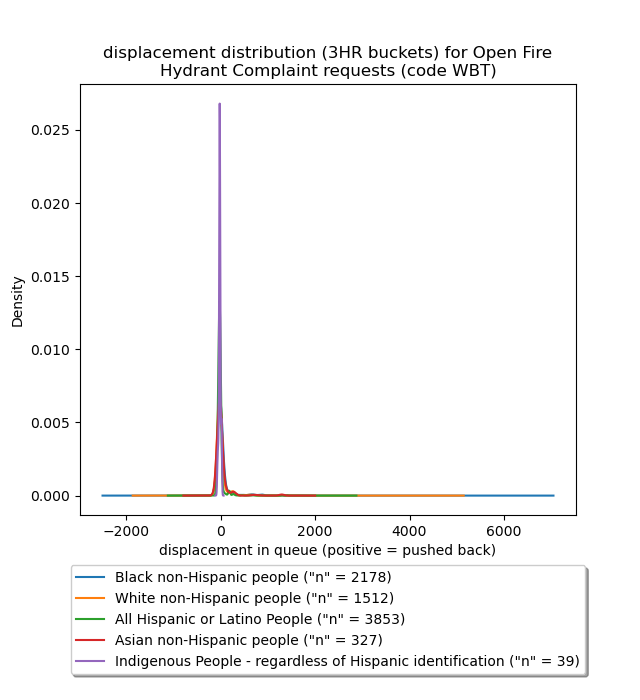 displacement distribution (3HR buckets) for Open Fire
Hydrant Complaint requests (code WBT)
Density
0.025
0.020
0.015
0.010
0.005
0.000
−2000
0
2000
4000
6000
displacement in queue (positive = pushed back)
Black non-Hispanic people ("n" = 2178)
White non-Hispanic people ("n" = 1512)
All Hispanic or Latino People ("n" = 3853)
Asian non-Hispanic people ("n" = 327)
Indigenous People - regardless of Hispanic identification ("n" = 39)